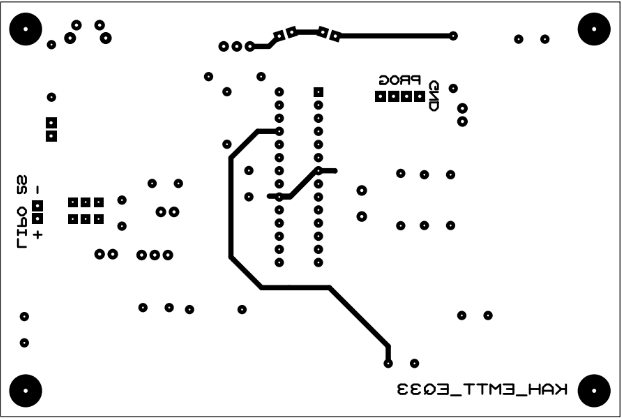 PROG
GND
LIPO 2S
-
+
KAH_EMTT_EQ33